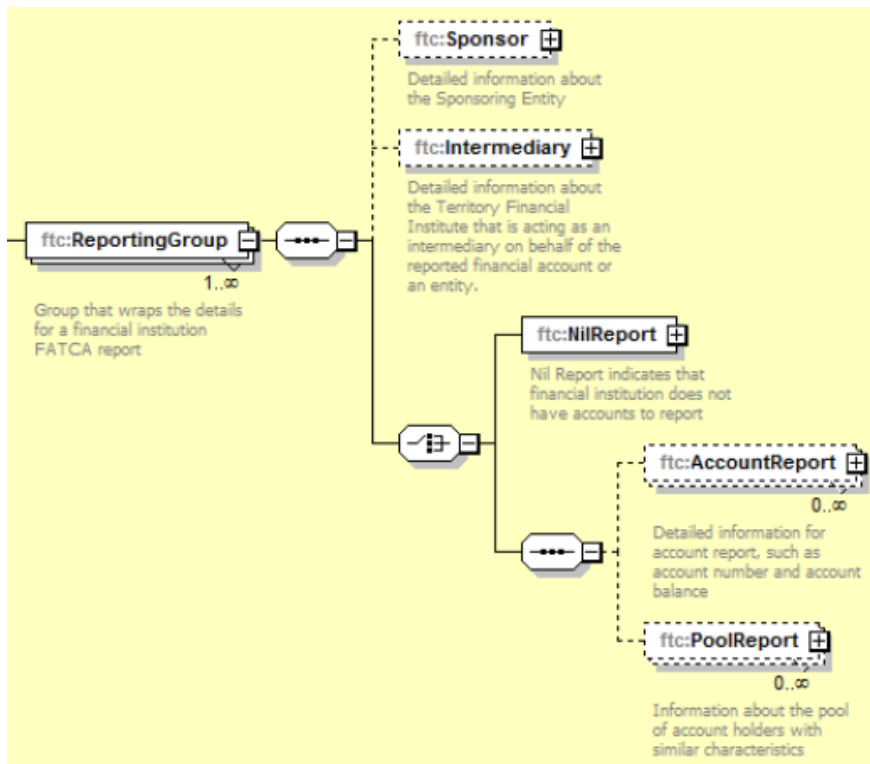 ftc:Sponsor
Detailed information about
the Sponsoring Entity
ftc:Intermediary
Detailed information about
the Territory Financial
Institute that is acting as an
intermediary on behalf of the
reported financial account or
an entity.
ftc:ReportingGroup
1..∞
Group that wraps the details
for a financial institution
FATCA report
ftc:NilReport
Nil Report indicates that
financial institution does not
have accounts to report
ftc:AccountReport
0..∞
Detailed information for
account report, such as
account number and account
balance
ftc:PoolReport
0..∞
Information about the pool
of account holders with
similar characteristics